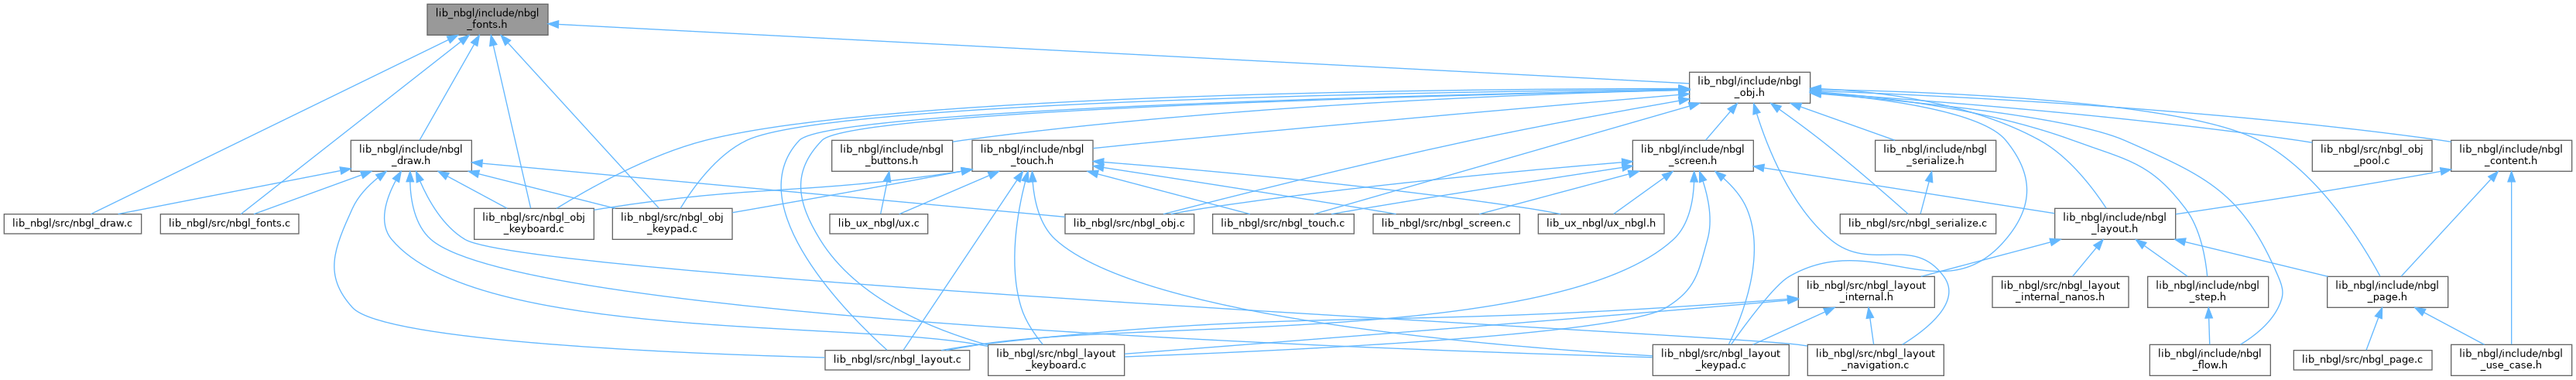 lib_nbgl/include/nbgl
_fonts.h
lib_nbgl/include/nbgl
_obj.h
lib_nbgl/include/nbgl
_draw.h
lib_nbgl/include/nbgl
_buttons.h
lib_nbgl/include/nbgl
_touch.h
lib_nbgl/include/nbgl
_screen.h
lib_nbgl/include/nbgl
_serialize.h
lib_nbgl/src/nbgl_obj
_pool.c
lib_nbgl/include/nbgl
_content.h
lib_nbgl/src/nbgl_draw.c
lib_nbgl/src/nbgl_fonts.c
lib_nbgl/src/nbgl_obj
_keyboard.c
lib_nbgl/src/nbgl_obj
_keypad.c
lib_ux_nbgl/ux.c
lib_nbgl/src/nbgl_obj.c
lib_nbgl/src/nbgl_touch.c
lib_nbgl/src/nbgl_screen.c
lib_ux_nbgl/ux_nbgl.h
lib_nbgl/src/nbgl_serialize.c
lib_nbgl/include/nbgl
_layout.h
lib_nbgl/src/nbgl_layout
_internal.h
lib_nbgl/src/nbgl_layout
_internal_nanos.h
lib_nbgl/include/nbgl
_step.h
lib_nbgl/include/nbgl
_page.h
lib_nbgl/src/nbgl_layout.c
lib_nbgl/src/nbgl_layout
_keyboard.c
lib_nbgl/src/nbgl_layout
_keypad.c
lib_nbgl/src/nbgl_layout
_navigation.c
lib_nbgl/include/nbgl
_flow.h
lib_nbgl/src/nbgl_page.c
lib_nbgl/include/nbgl
_use_case.h